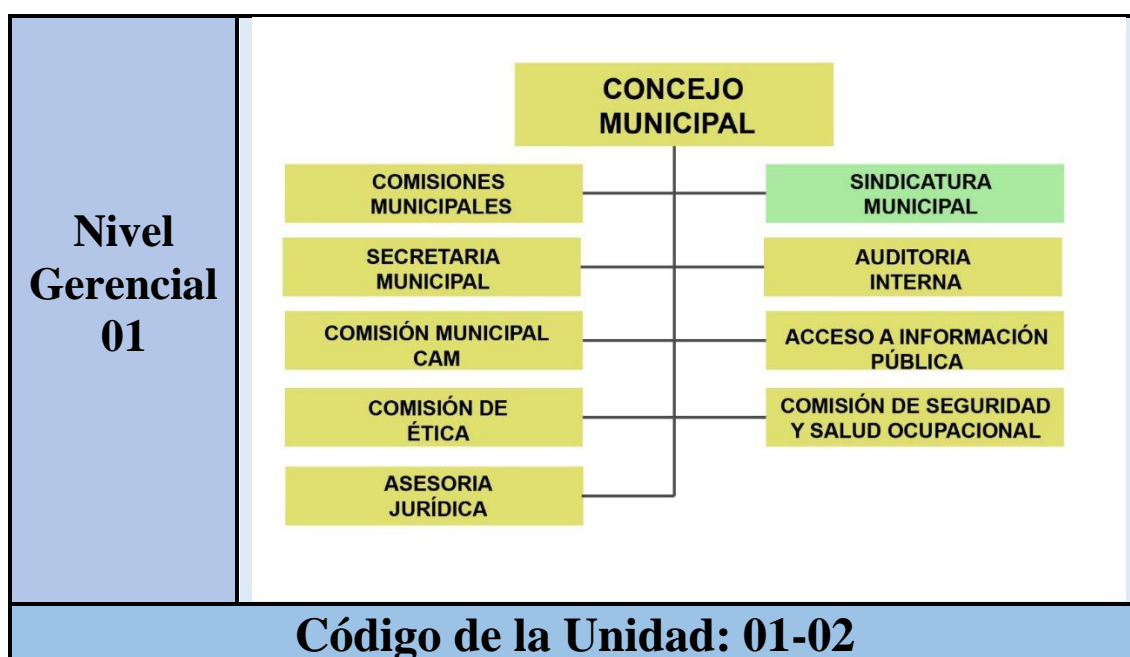 Nivel
Gerencial
01
CONCEJO
MUNICIPAL
COMISIONES
MUNICIPALES
SINDICATURA
MUNICIPAL
SECRETARIA
MUNICIPAL
AUDITORIA
INTERNA
COMISIÓN MUNICIPAL
CAM
ACCESO A INFORMACIÓN
PÚBLICA
COMISIÓN DE
ÉTICA
COMISIÓN DE SEGURIDAD
Y SALUD OCUPACIONAL
ASESORIA
JURÍDICA
Código de la Unidad: 01-02